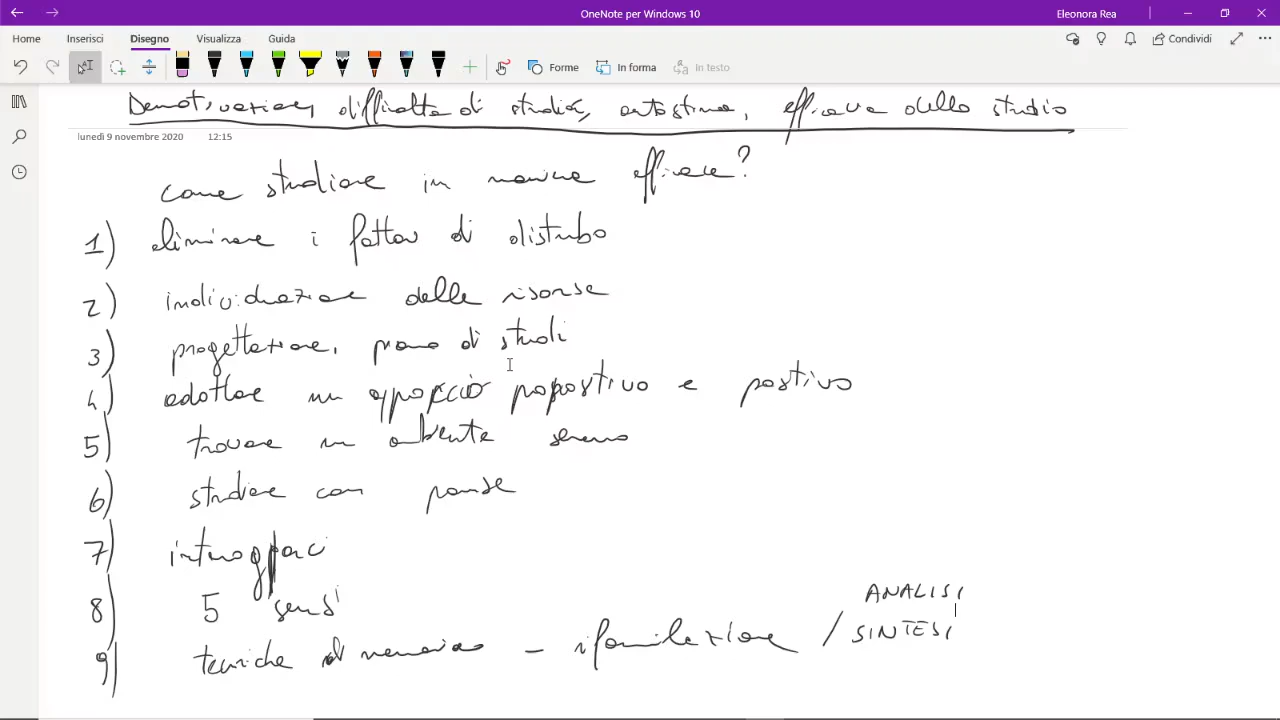 OneNote per Windows 10
Eleonora Rea
Home Inserisci Disegno Visualizza Guida
Condividi
Forme In forma In testo
Demotivazione, difficoltà di studio, autostima, efficacia dello studio
lunedì 9 novembre 2020 12:15
come studiare in maniera efficace?
1) eliminare i fattori di disturbo
2) individuazione delle risorse
3) progettazione, piano di studi
4) adottare un approccio propositivo e positivo
5) trovare un ambiente sereno
6) studiare con pause
7) interrogarci
8) 5 sensi
9) tecniche di memoria - riformulazione / ANALISI
SINTESI